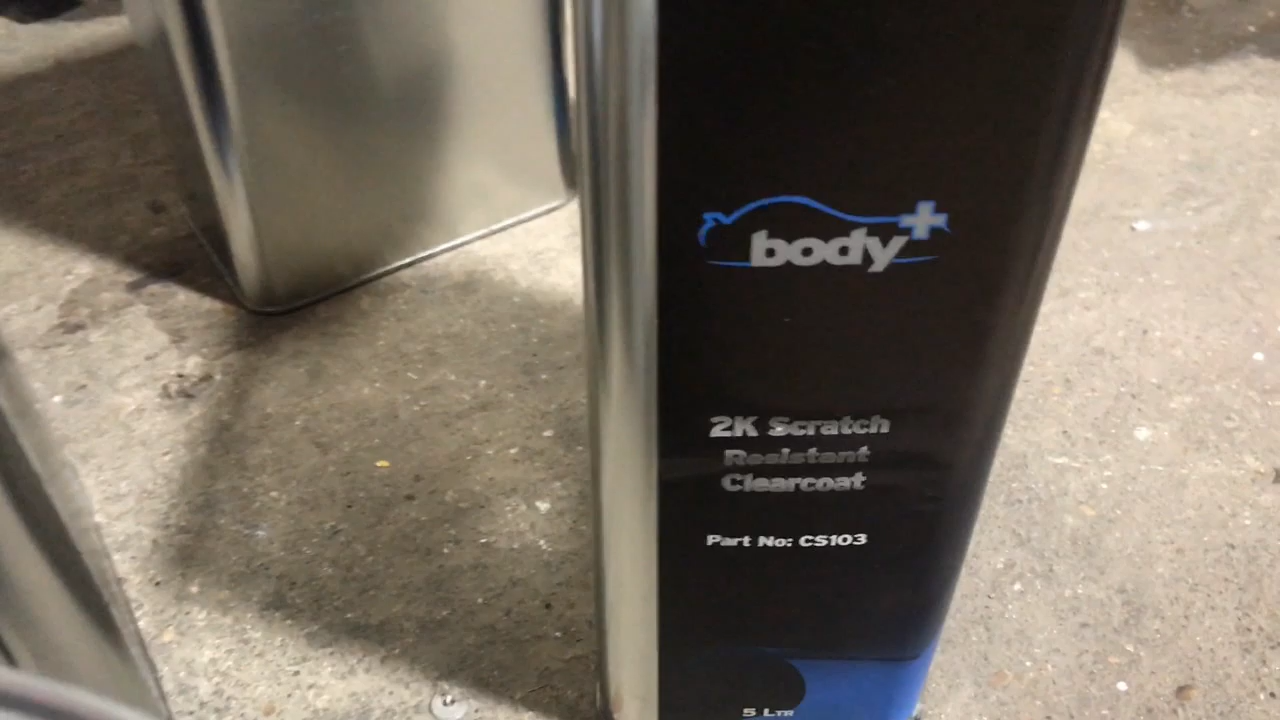 body+
2K Scratch
Resistant
Clearcoat
Part No: CS103
5 LTR